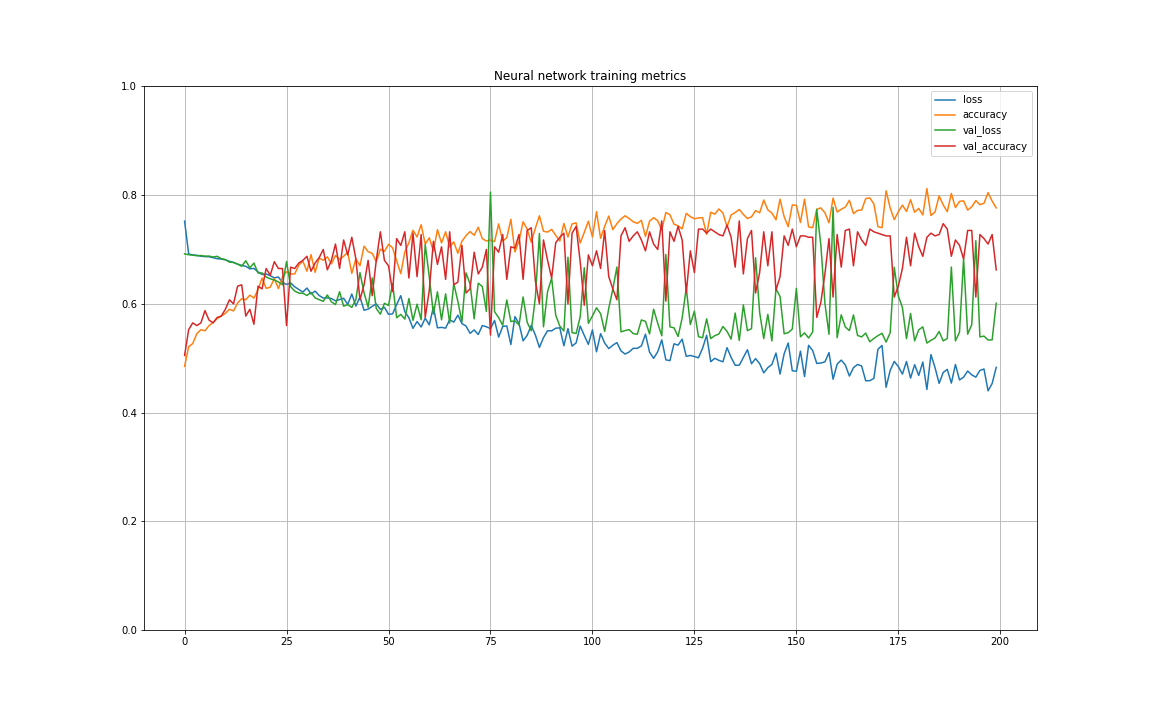 Neural network training metrics
1.0
0.8
0.6
0.4
0.2
0.0
loss
accuracy
val_loss
val_accuracy
0 25 50 75 100 125 150 175 200